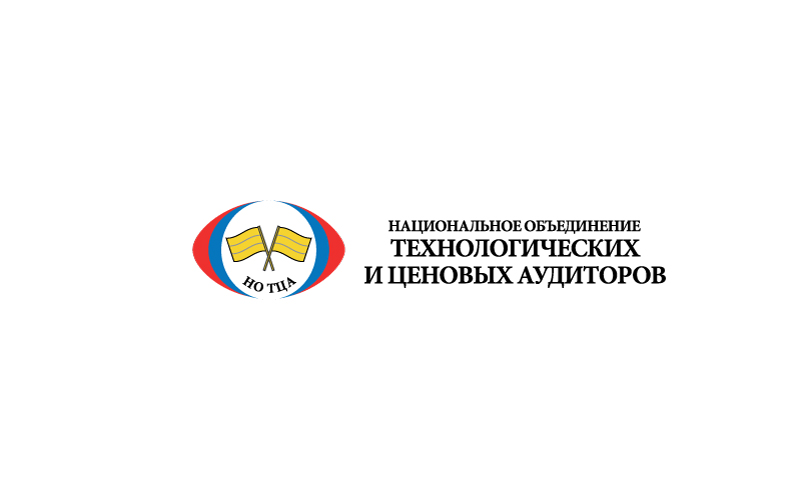 НО ТЦА
НАЦИОНАЛЬНОЕ ОБЪЕДИНЕНИЕ
ТЕХНОЛОГИЧЕСКИХ
И ЦЕНОВЫХ АУДИТОРОВ